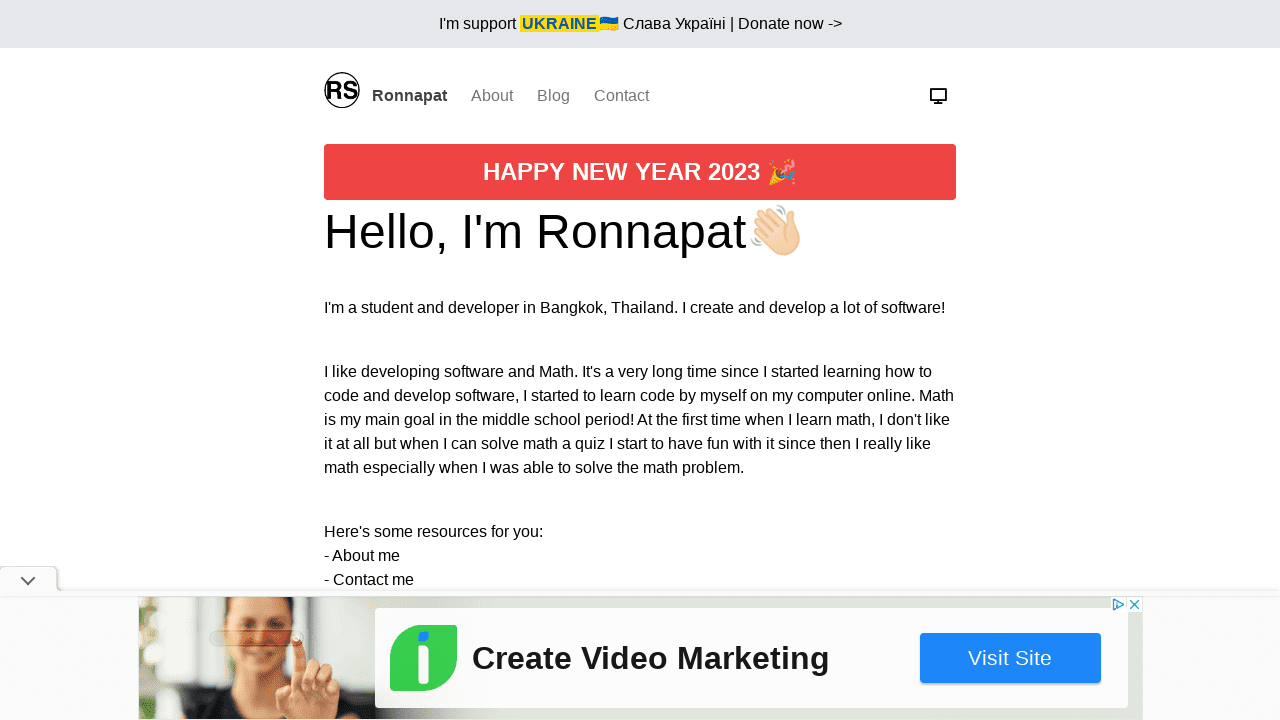 I'm support UKRAINE🇺🇦 Слава Україні | Donate now ->
RS Ronnapat About Blog Contact
HAPPY NEW YEAR 2023 🎉
Hello, I'm Ronnapat👋🏻
I'm a student and developer in Bangkok, Thailand. I create and develop a lot of software!
I like developing software and Math. It's a very long time since I started learning how to
code and develop software, I started to learn code by myself on my computer online. Math
is my main goal in the middle school period! At the first time when I learn math, I don't like
it at all but when I can solve math a quiz I start to have fun with it since then I really like
math especially when I was able to solve the math problem.
Here's some resources for you:
- About me
- Contact me
Create Video Marketing
Visit Site